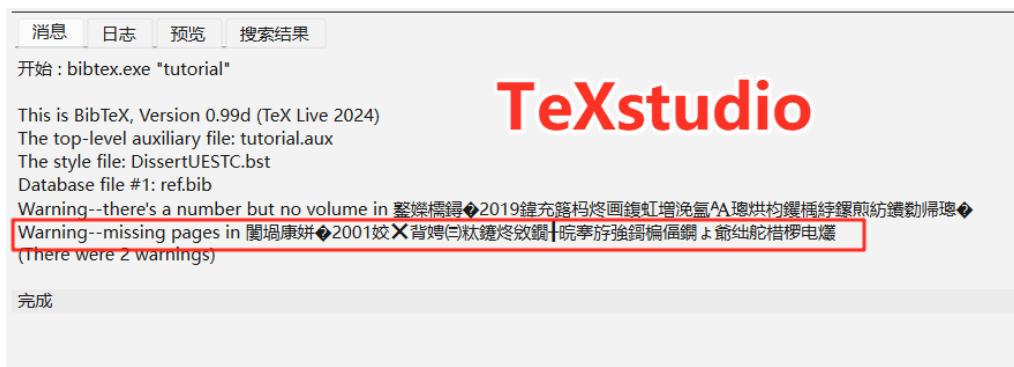 消息 日志 预览 搜索结果
开始 : bibtex.exe "tutorial"
TeXstudio
This is BibTeX, Version 0.99d (TeX Live 2024)
The top-level auxiliary file: tutorial.aux
The style file: DissertUESTC.bst
Database file #1: ref.bib
Warning--there's a number but no volume in
Warning--missing pages in
(There were 2 warnings)
完成